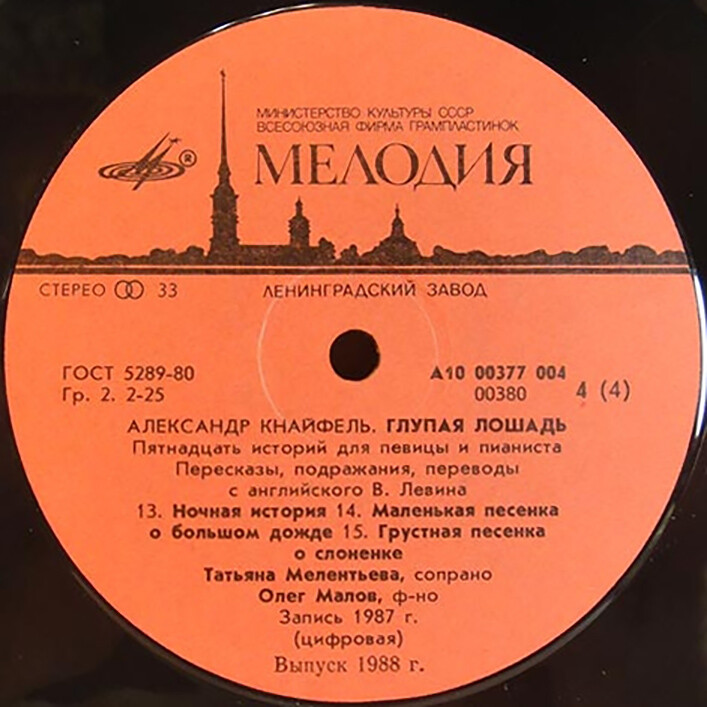 МИНИСТЕРСТВО КУЛЬТУРЫ СССР
ВСЕСОЮЗНАЯ ФИРМА ГРАМПЛАСТИНОК
МЕЛОДИЯ
®
СТЕРЕО 33 ЛЕНИНГРАДСКИЙ ЗАВОД
ГОСТ 5289-80 А10 00377 004
Гр. 2. 2-25 00380 4 (4)
АЛЕКСАНДР КНАЙФЕЛЬ. ГЛУПАЯ ЛОШАДЬ
Пятнадцать историй для певицы и пианиста
Пересказы, подражания, переводы
с английского В. Левина
13. Ночная история 14. Маленькая песенка
о большом дожде 15. Грустная песенка
о слоненке
Татьяна Мелентьева, сопрано
Олег Малов, ф-но
Запись 1987 г.
(цифровая)
Выпуск 1988 г.